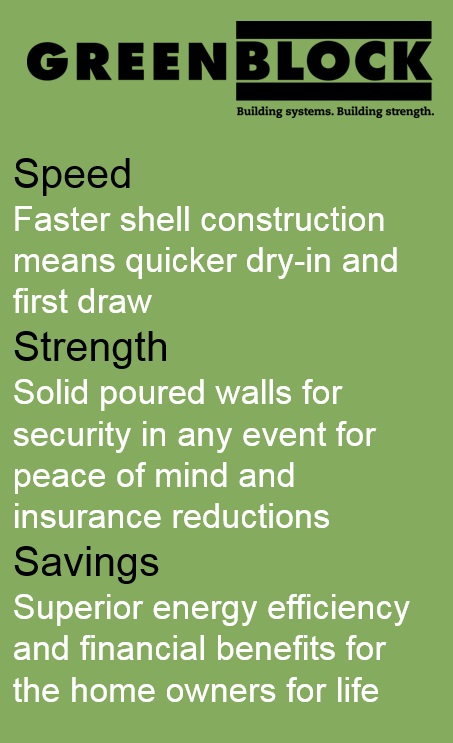 GREENBLOCK
Building systems. Building strength.
Speed
Faster shell construction
means quicker dry-in and
first draw
Strength
Solid poured walls for
security in any event for
peace of mind and
insurance reductions
Savings
Superior energy efficiency
and financial benefits for
the home owners for life